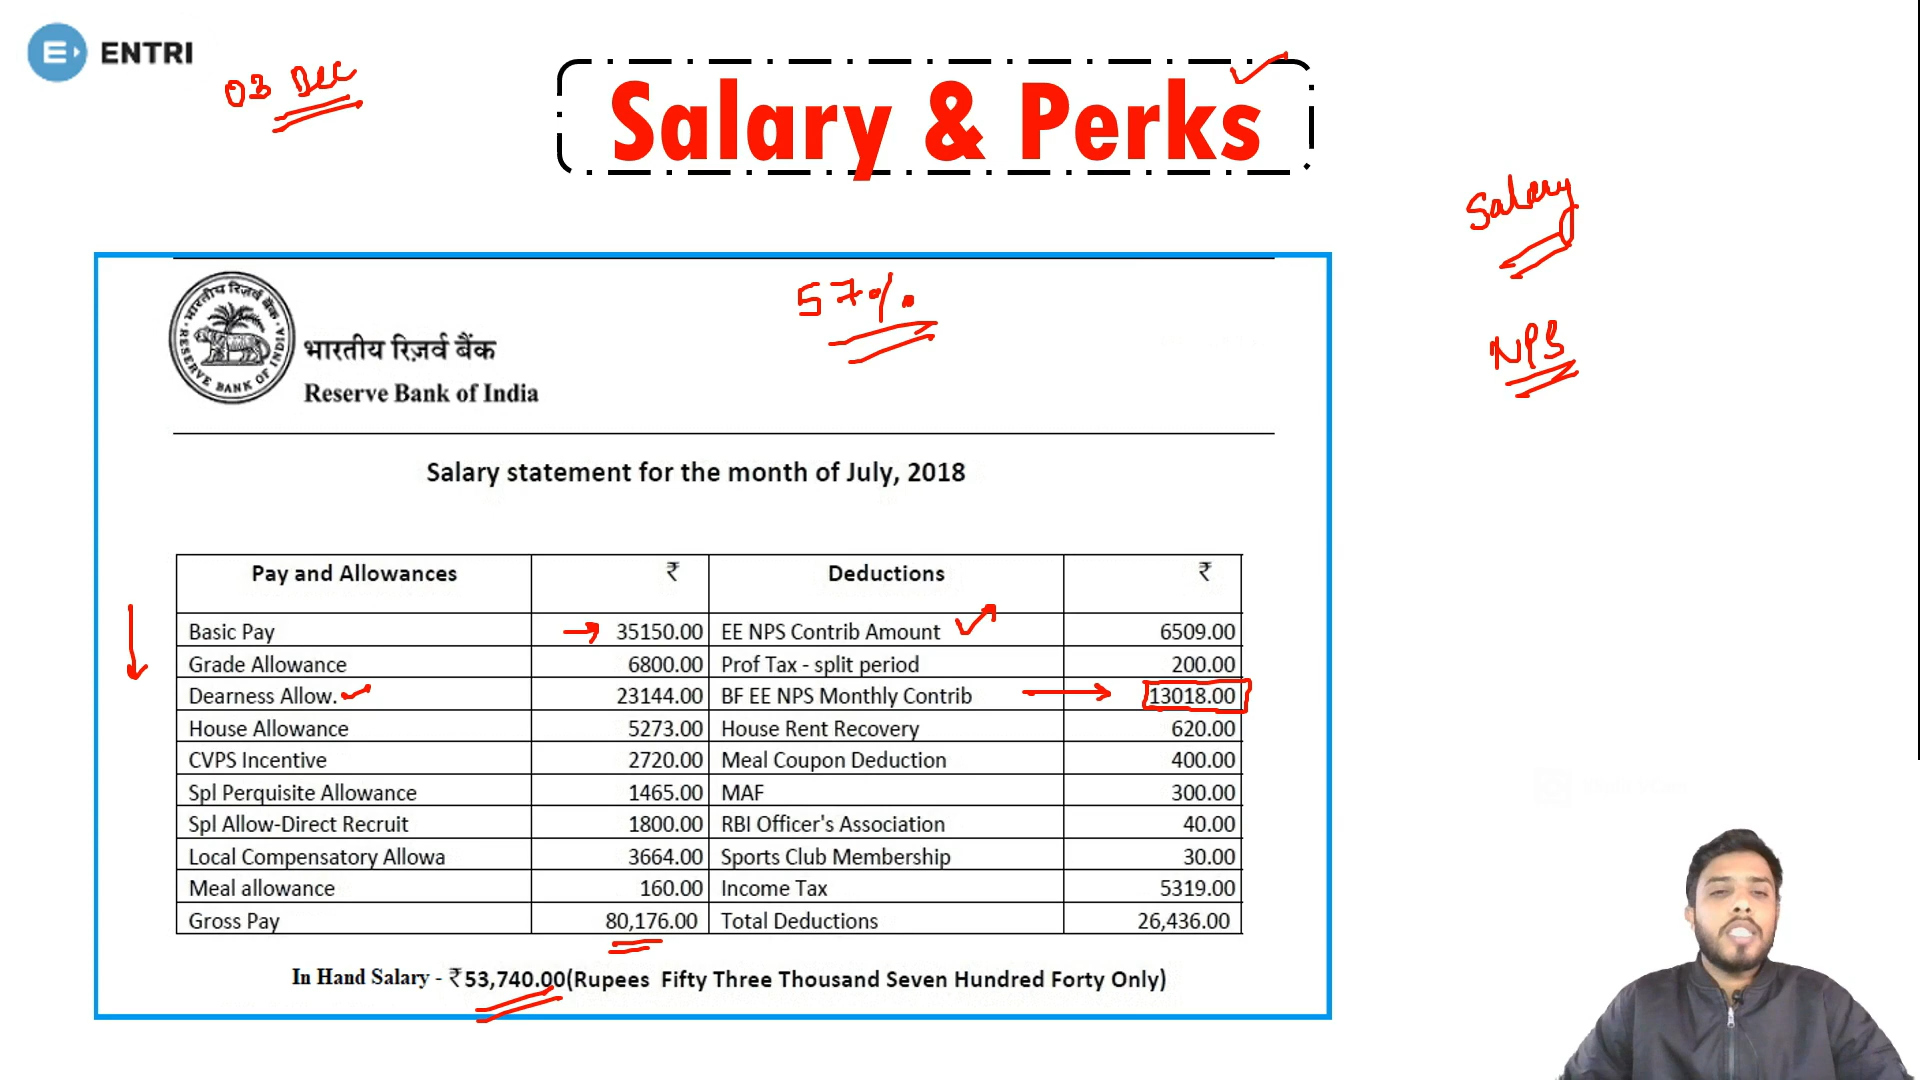 ENTRI
03 Dec
Salary & Perks
Salary
57%
NPS
भारतीय रिज़र्व बैंक
RESERVE BANK OF INDIA
भारतीय रिज़र्व बैंक
Reserve Bank of India
Salary statement for the month of July, 2018
Pay and Allowances ₹ Deductions ₹
Basic Pay 35150.00 EE NPS Contrib Amount 6509.00
Grade Allowance 6800.00 Prof Tax - split period 200.00
Dearness Allow. 23144.00 BF EE NPS Monthly Contrib 13018.00
House Allowance 5273.00 House Rent Recovery 620.00
CVPS Incentive 2720.00 Meal Coupon Deduction 400.00
Spl Perquisite Allowance 1465.00 MAF 300.00
Spl Allow-Direct Recruit 1800.00 RBI Officer's Association 40.00
Local Compensatory Allowa 3664.00 Sports Club Membership 30.00
Meal allowance 160.00 Income Tax 5319.00
Gross Pay 80,176.00 Total Deductions 26,436.00
In Hand Salary - ₹53,740.00(Rupees Fifty Three Thousand Seven Hundred Forty Only)